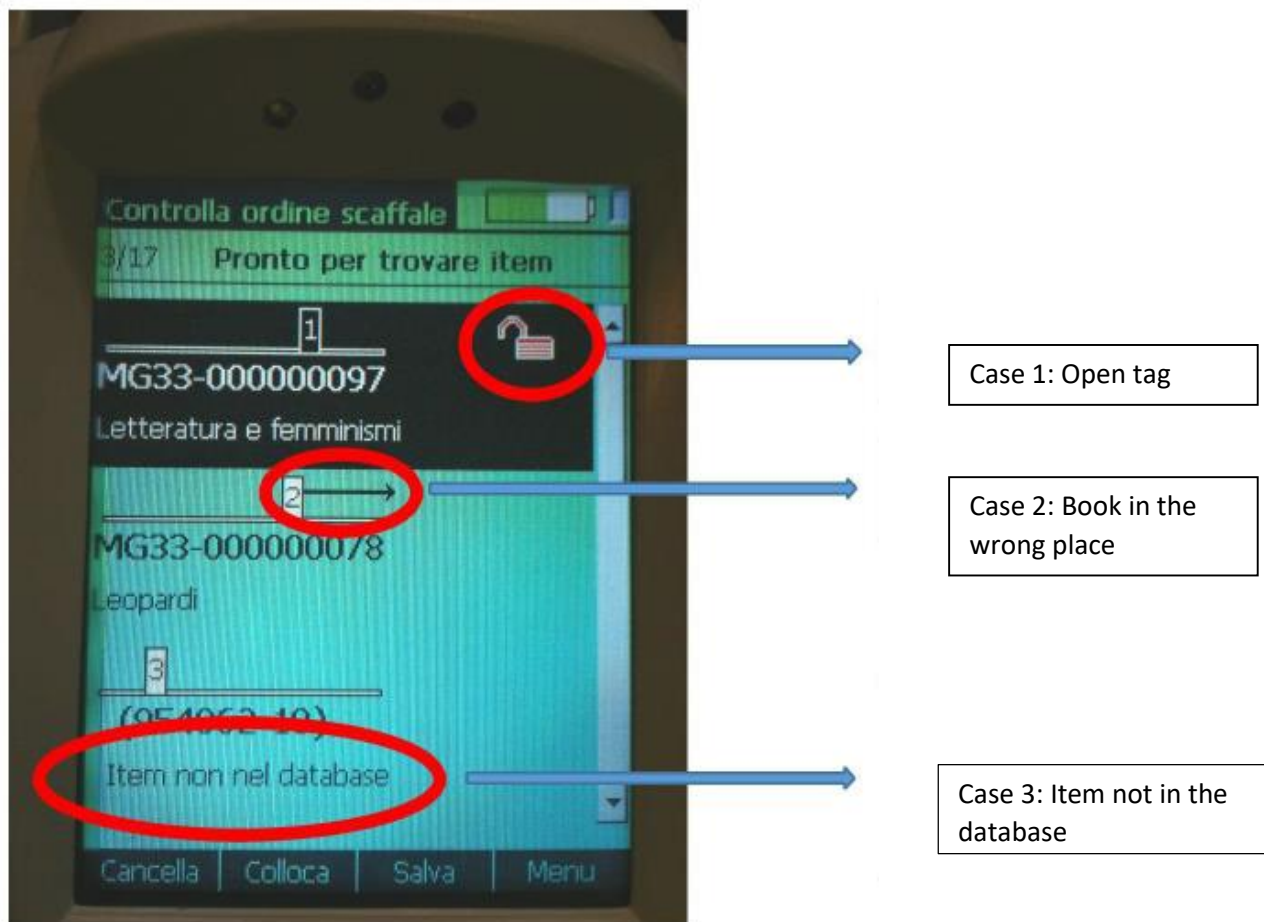 Controlla ordine scaffale
3/17 Pronto per trovare item
1
MG33-000000097
Letteratura e femminismi
2
MG33-000000078
Leopardi
3
Item non nel database
Cancella Colloca Salva Menu
Case 1: Open tag
Case 2: Book in the
wrong place
Case 3: Item not in the
database